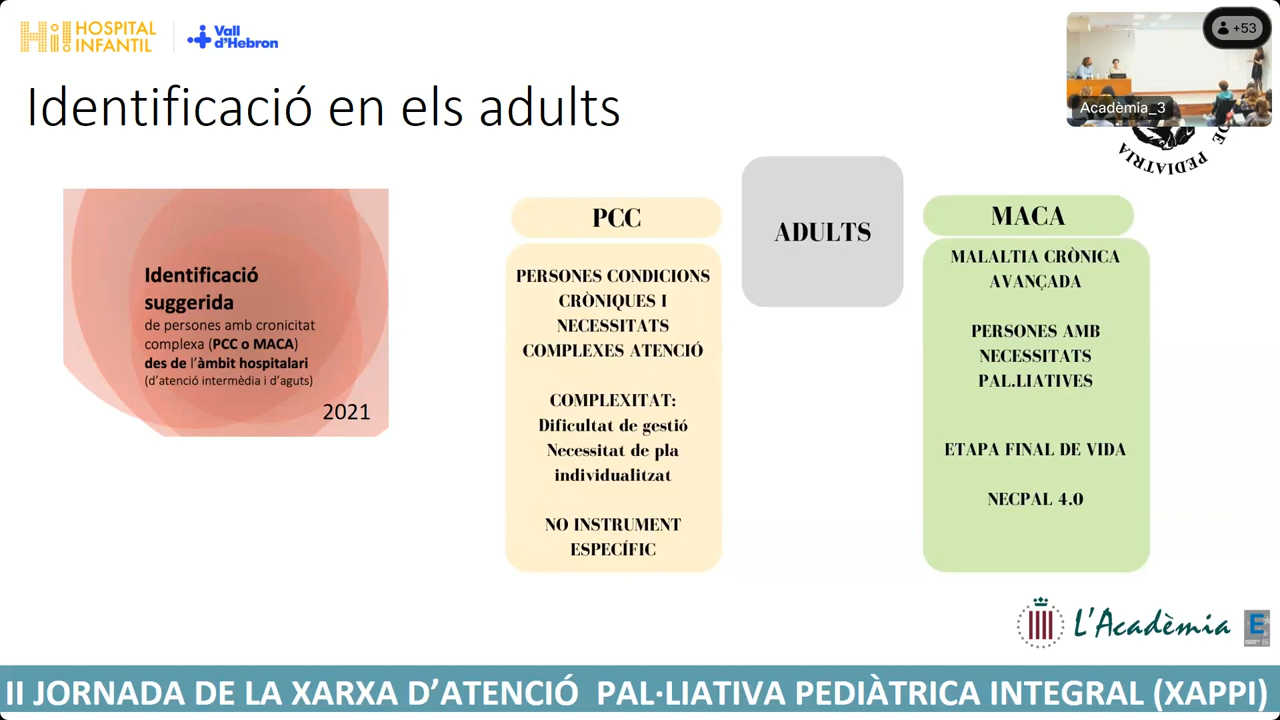 Hi! HOSPITAL
INFANTIL
Vall
d'Hebron
+53
Acadèmia_3
DE PEDIATRIA
Identificació en els adults
Identificació
suggerida
de persones amb cronicitat
complexa (PCC o MACA)
des de l'àmbit hospitalari
(d'atenció intermèdia i d'aguts)
2021
PCC
PERSONES CONDICIONS
CRÒNIQUES I
NECESSITATS
COMPLEXES ATENCIÓ
COMPLEXITAT:
Dificultat de gestió
Necessitat de pla
individualitzat
NO INSTRUMENT
ESPECÍFIC
ADULTS
MACA
MALALTIA CRÒNICA
AVANÇADA
PERSONES AMB
NECESSITATS
PAL.LIATIVES
ETAPA FINAL DE VIDA
NECPAL 4.0
L'Acadèmia
E
II JORNADA DE LA XARXA D'ATENCIÓ PAL·LIATIVA PEDIÀTRICA INTEGRAL (XAPPI)